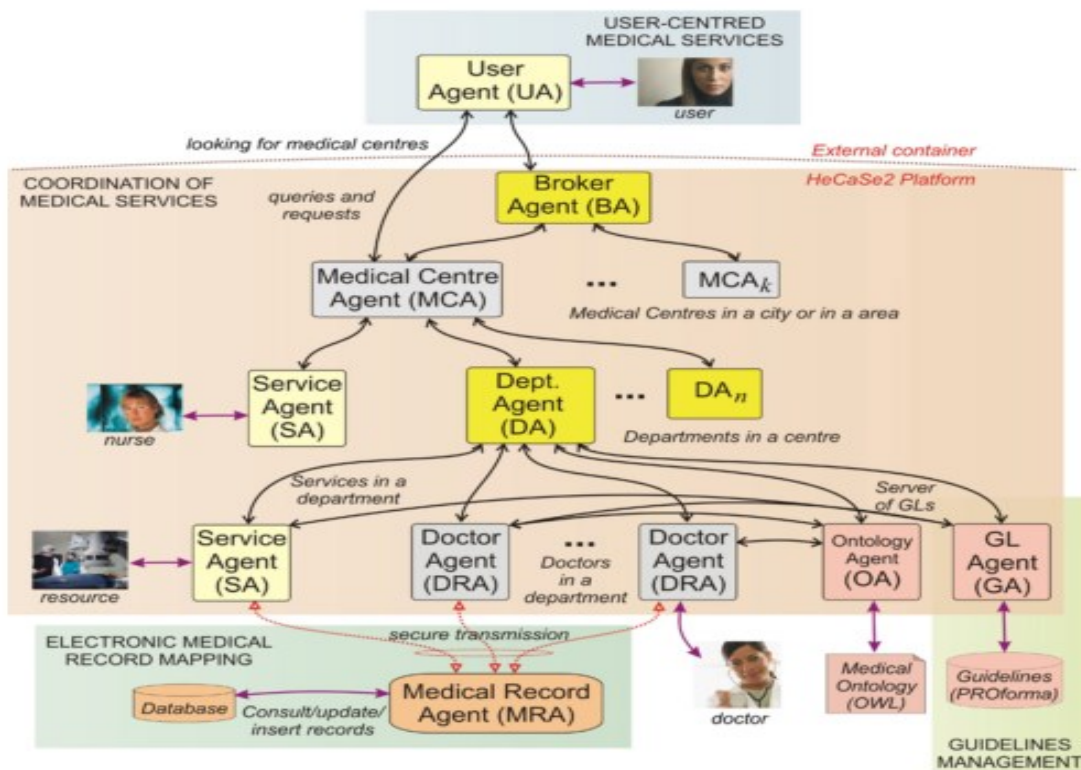 USER-CENTRED
MEDICAL SERVICES
User
Agent (UA)
user
looking for medical centres
External container
COORDINATION OF
MEDICAL SERVICES
HeCaSe2 Platform
queries and
requests
Broker
Agent (BA)
Medical Centre
Agent (MCA)
...
MCAk
Medical Centres in a city or in a area
Service
Agent
(SA)
nurse
Dept.
Agent
(DA)
...
DAn
Departments in a centre
Services in a
department
Server
of GLs
Service
Agent
(SA)
resource
Doctor
Agent
(DRA)
...
Doctors
in a
department
Doctor
Agent
(DRA)
Ontology
Agent
(OA)
GL
Agent
(GA)
ELECTRONIC MEDICAL
RECORD MAPPING
secure transmission
Database
Consult/update/
insert records
Medical Record
Agent (MRA)
doctor
Medical
Ontology
(OWL)
Guidelines
(PROforma)
GUIDELINES
MANAGEMENT